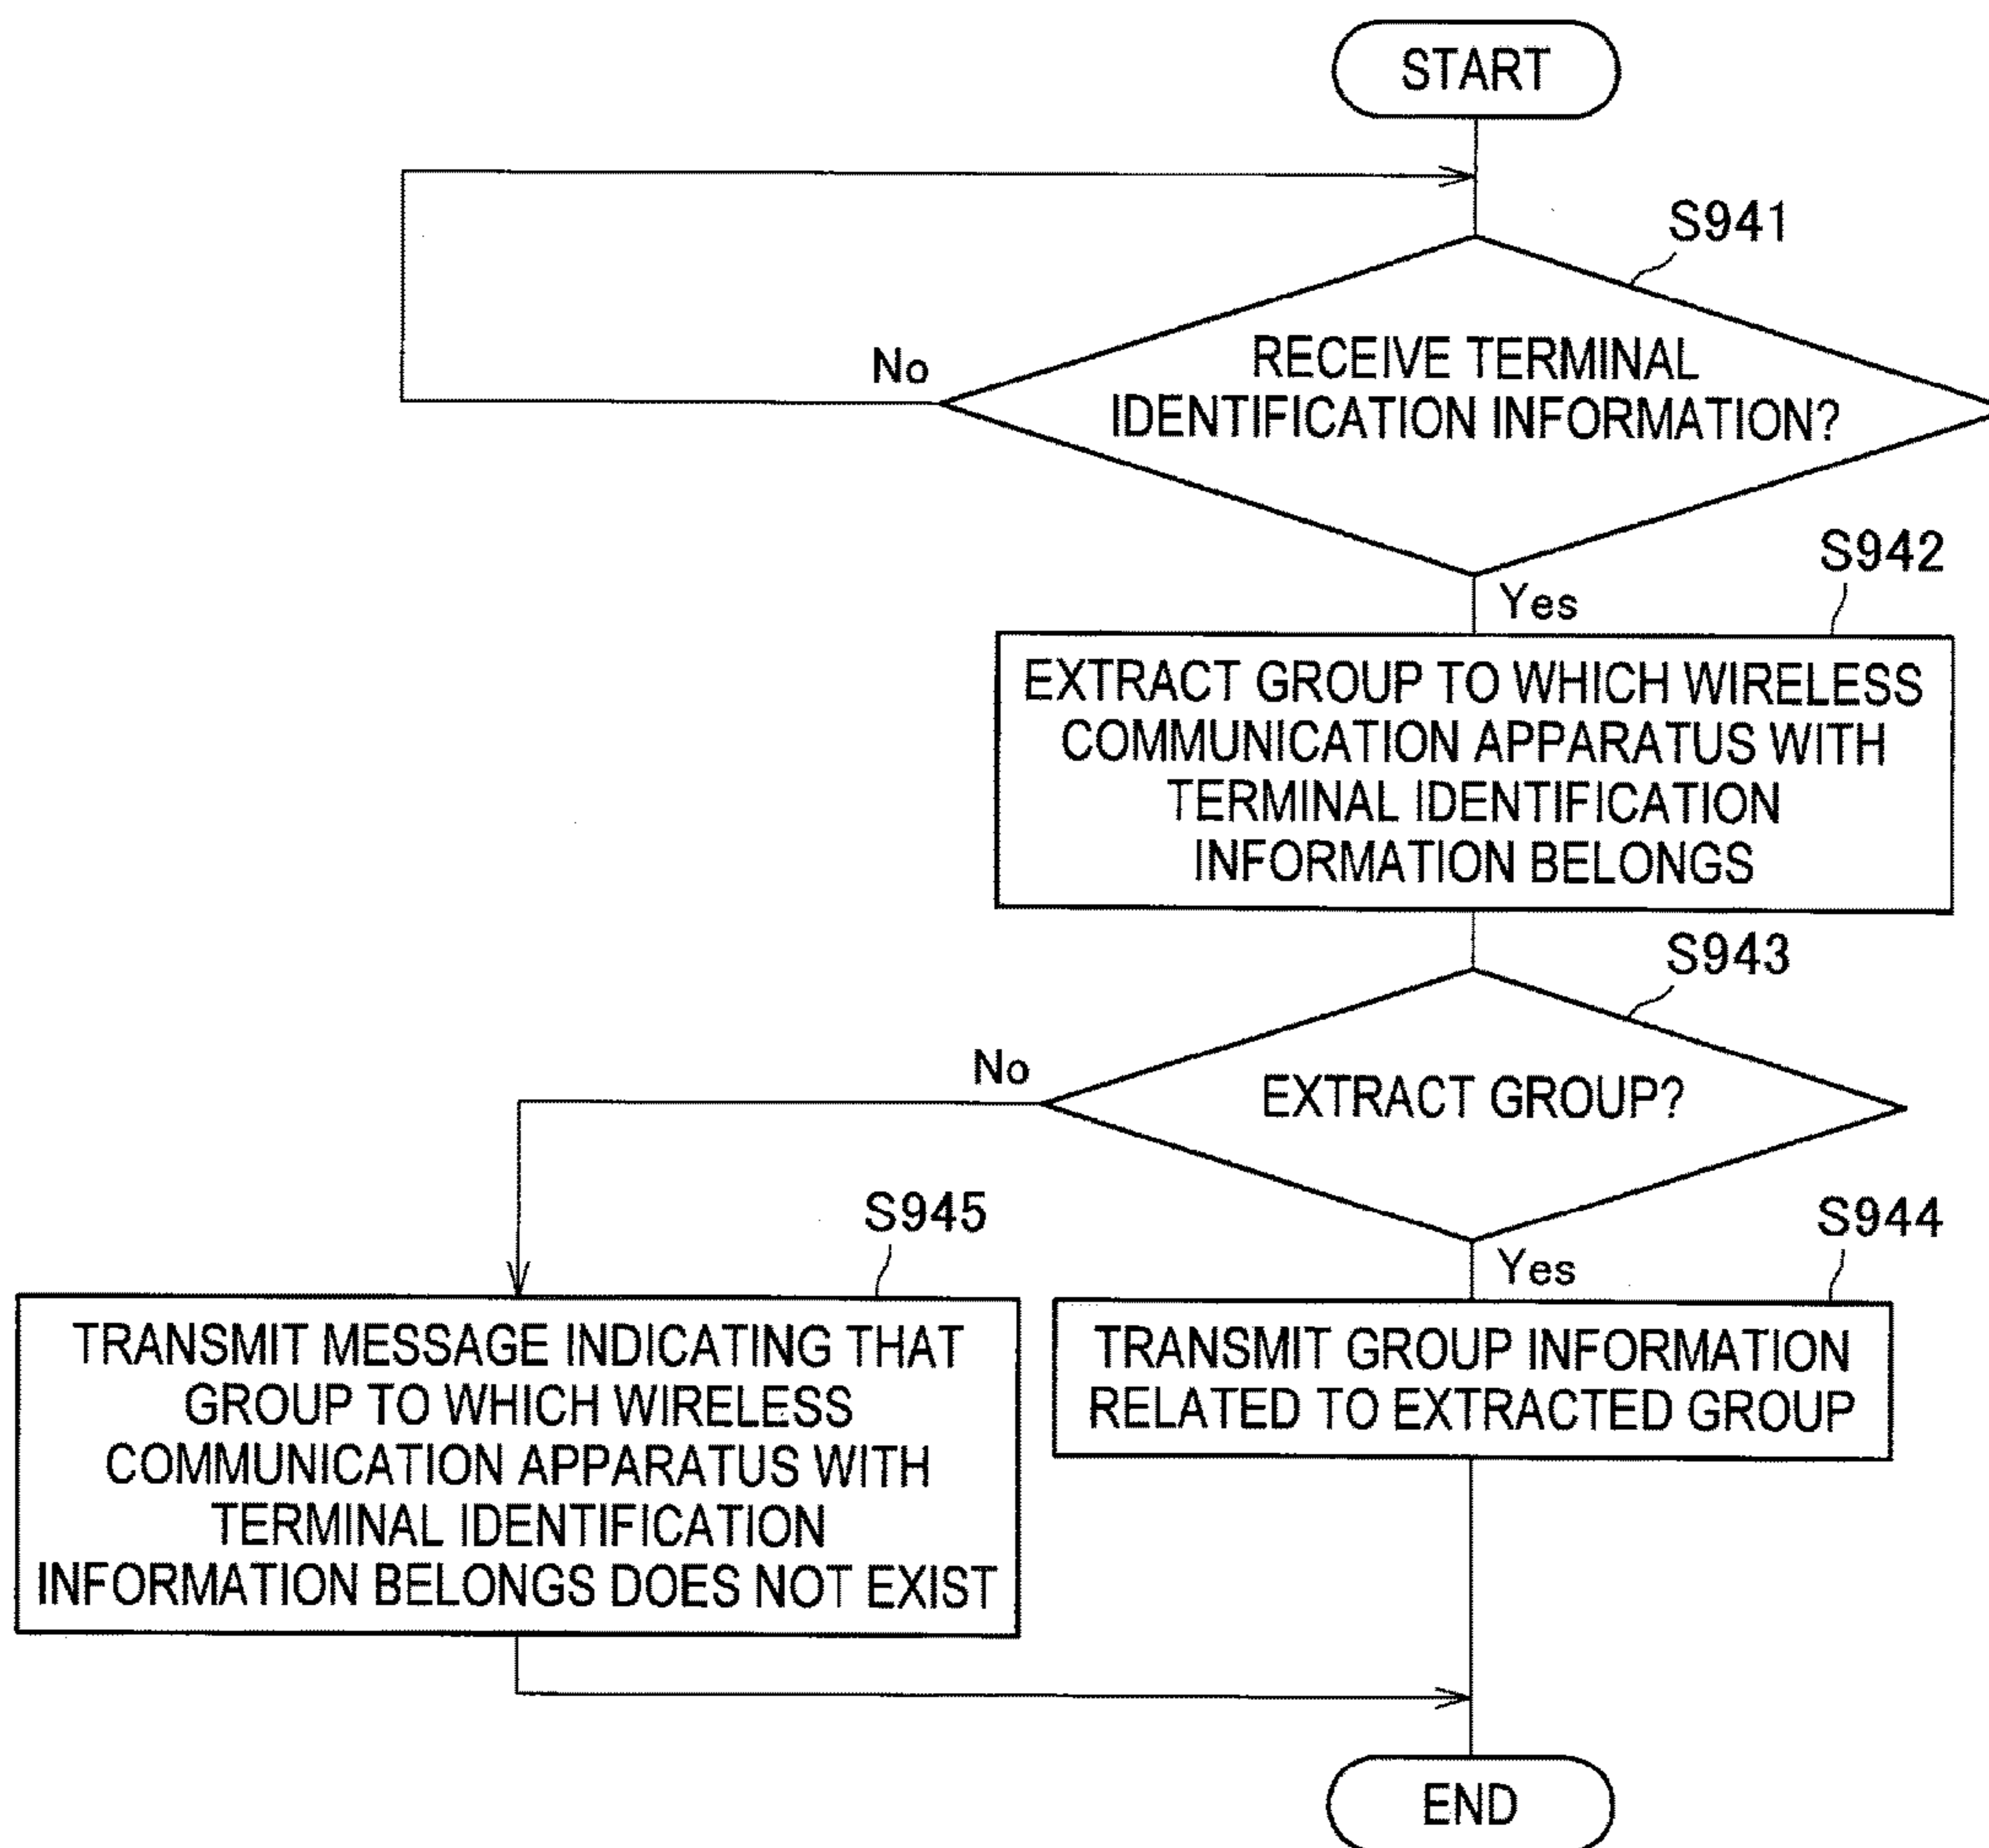 START
S941
RECEIVE TERMINAL
IDENTIFICATION INFORMATION?
No
Yes
S942
EXTRACT GROUP TO WHICH WIRELESS
COMMUNICATION APPARATUS WITH
TERMINAL IDENTIFICATION
INFORMATION BELONGS
S943
EXTRACT GROUP?
No
Yes
S945
TRANSMIT MESSAGE INDICATING THAT
GROUP TO WHICH WIRELESS
COMMUNICATION APPARATUS WITH
TERMINAL IDENTIFICATION
INFORMATION BELONGS DOES NOT EXIST
S944
TRANSMIT GROUP INFORMATION
RELATED TO EXTRACTED GROUP
END